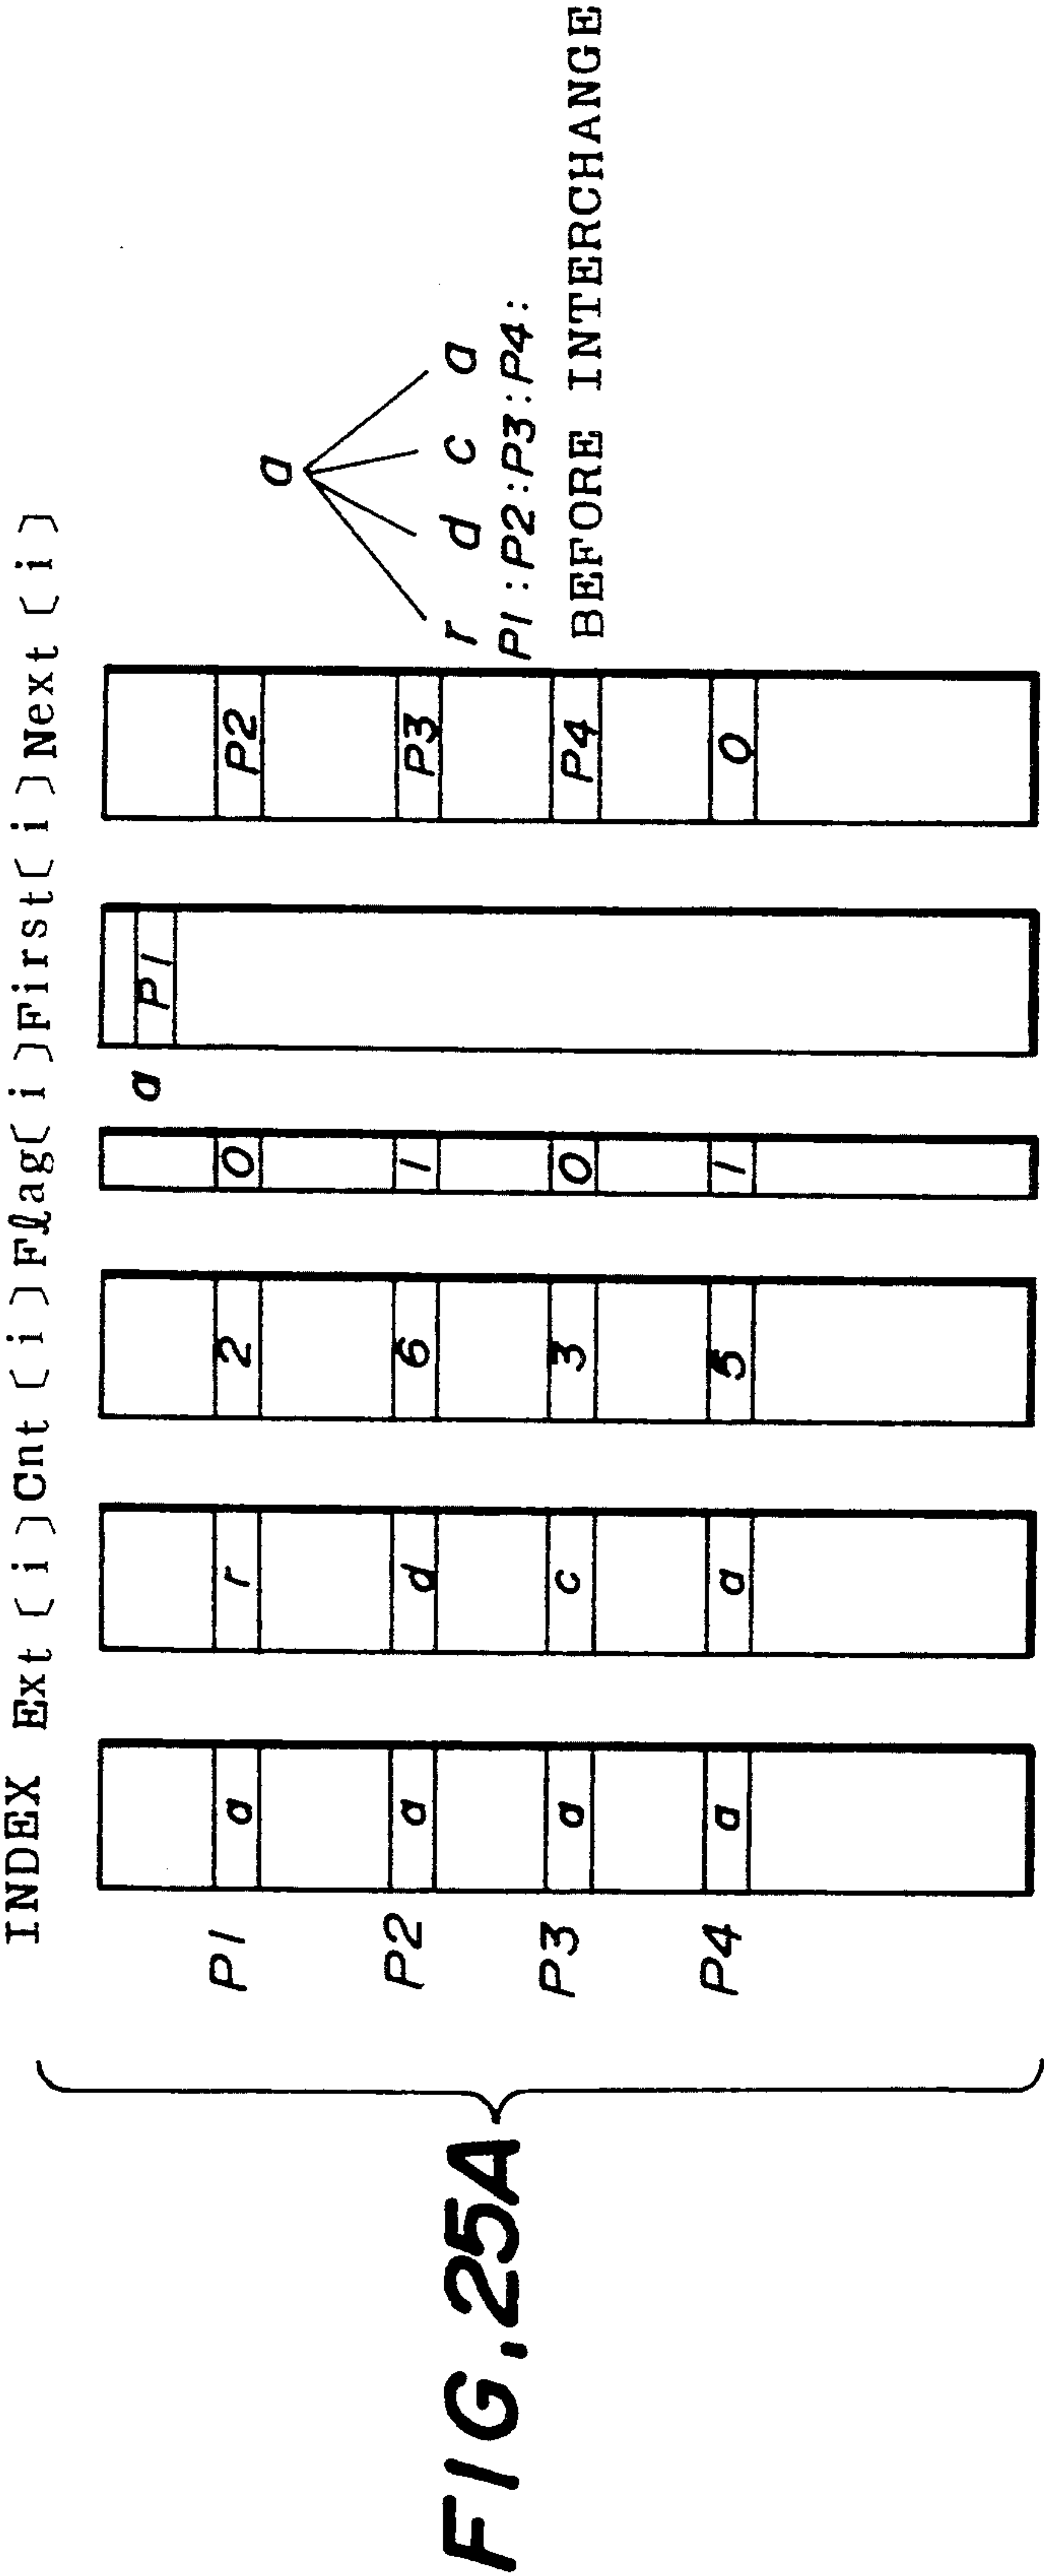 INDEX Ext(i) Cnt(i) Flag(i) First(i) Next(i)
a P1
P1 a r 2 0 P2
P2 a d 6 1 P3
P3 a c 3 0 P4
P4 a a 5 1 0
a
r d c a
P1:P2:P3:P4:
BEFORE INTERCHANGE
FIG.25A